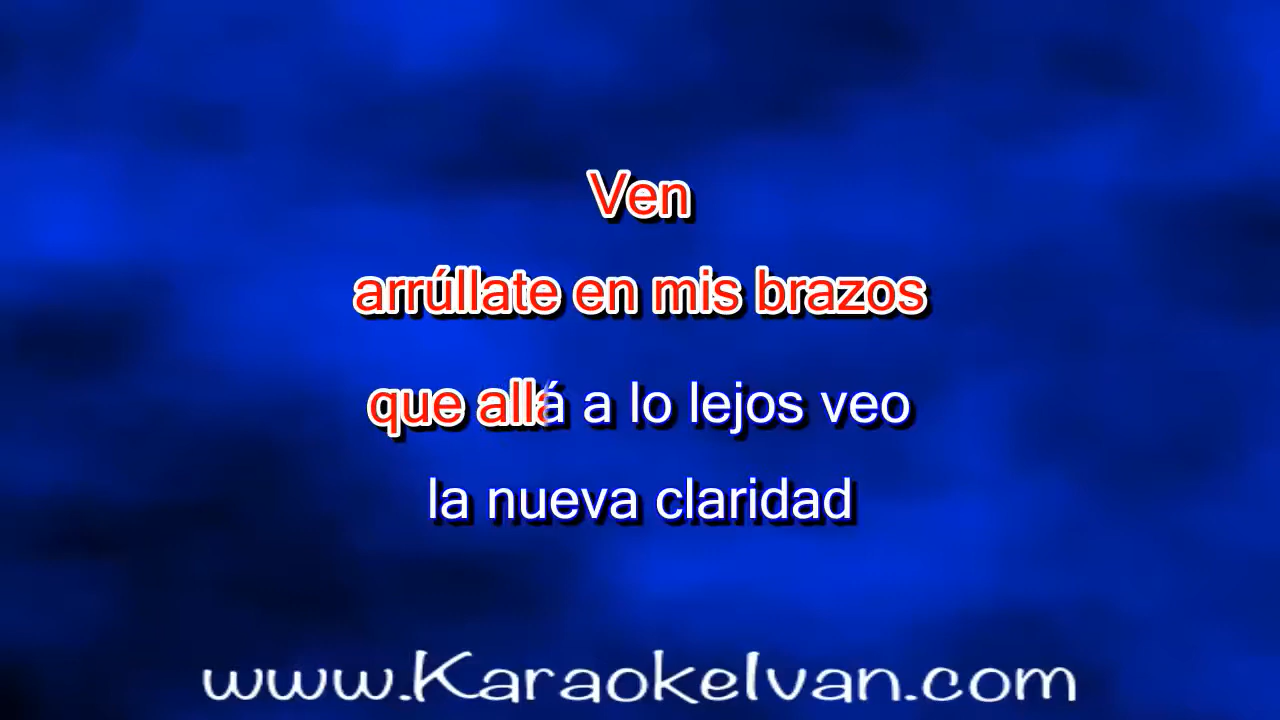 Ven
arrúllate en mis brazos
que allá a lo lejos veo
la nueva claridad
www.KaraokeIvan.com